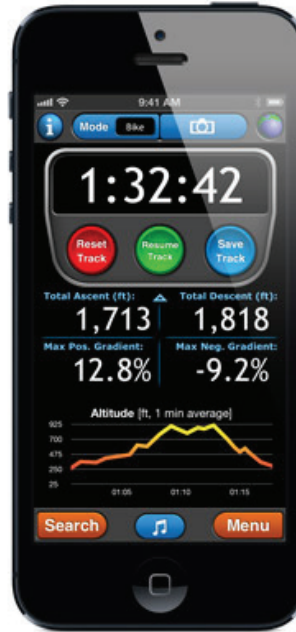 9:41 AM
i Mode Bike
1:32:42
Reset Resume Save
Track Track Track
Total Ascent (ft): Total Descent (ft):
1,713 1,818
Max Pos. Gradient: Max Neg. Gradient:
12.8% -9.2%
Altitude [ft, 1 min average]
925
700
475
250
25
01:05 01:10 01:15
Search Menu